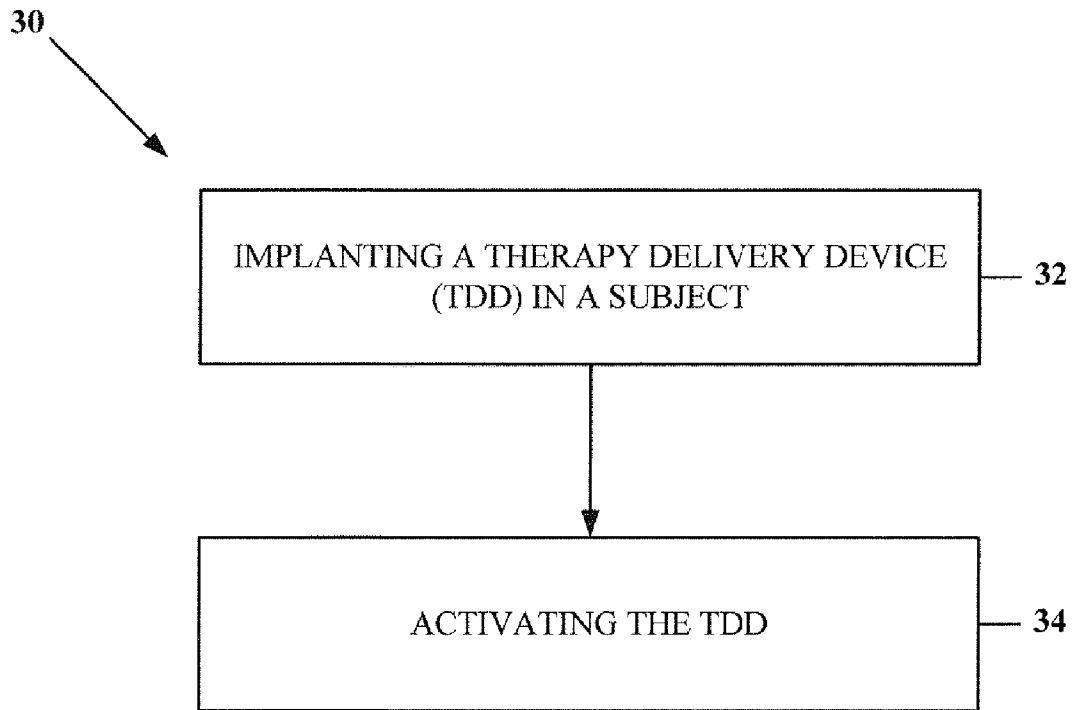 30
IMPLANTING A THERAPY DELIVERY DEVICE
(TDD) IN A SUBJECT
32
ACTIVATING THE TDD
34